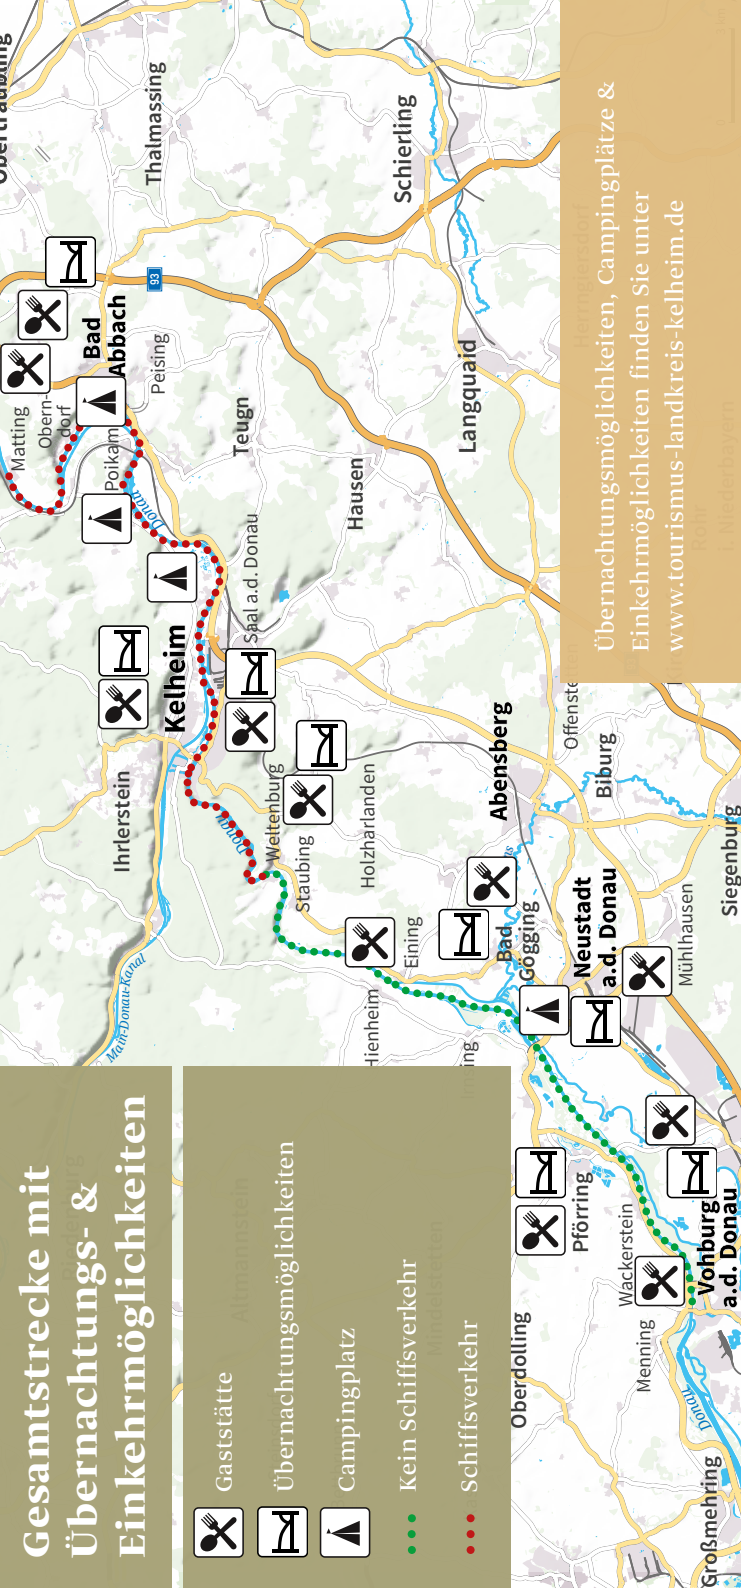 Gesamtstrecke mit
Übernachtungs- &
Einkehrmöglichkeiten
Gaststätte
Übernachtungsmöglichkeiten
Campingplatz
Kein Schiffsverkehr
Schiffsverkehr
Übernachtungsmöglichkeiten, Campingplätze &
Einkehrmöglichkeiten finden Sie unter
www.tourismus-landkreis-kelheim.de
Main-Donau-Kanal
Ihrlerstein
Kelheim
Donau
Matting
Obern-
dorf
Poikam
Bad
Abbach
Peising
Thalmassing
93
Donau
Teugn
Saal a.d. Donau
Hausen
Schierling
Langquaid
Weltenburg
Staubing
Holzharlanden
Eining
Hienheim
Abensberg
Bad
Gögging
Neustadt
a.d. Donau
Mühlhausen
Biburg
Siegenburg
Pförring
Wackerstein
Vohburg
a.d. Donau
Menning
Oberdolling
Donau
Großmehring